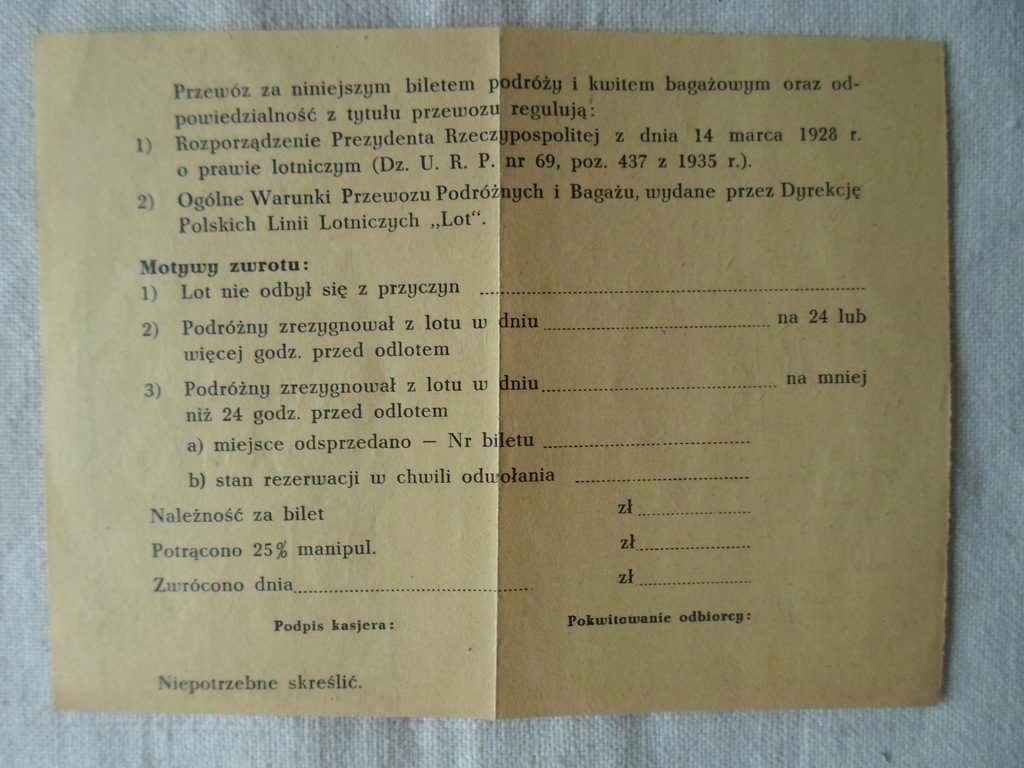 Przewóz za niniejszym biletem podróży i kwitem bagażowym oraz od-
powiedzialność z tytułu przewozu regulują:
1) Rozporządzenie Prezydenta Rzeczypospolitej z dnia 14 marca 1928 r.
o prawie lotniczym (Dz. U. R. P. nr 69, poz. 437 z 1935 r.).
2) Ogólne Warunki Przewozu Podróżnych i Bagażu, wydane przez Dyrekcję
Polskich Linii Lotniczych „Lot“.
Motywy zwrotu:
1) Lot nie odbył się z przyczyn
2) Podróżny zrezygnował z lotu w dniu na 24 lub
więcej godz. przed odlotem
3) Podróżny zrezygnował z lotu w dniu na mniej
niż 24 godz. przed odlotem
a) miejsce odsprzedano — Nr biletu
b) stan rezerwacji w chwili odwołania
Należność za bilet zł
Potrącono 25% manipul. zł
Zwrócono dnia zł
Podpis kasjera: Pokwitowanie odbiorcy:
Niepotrzebne skreślić.